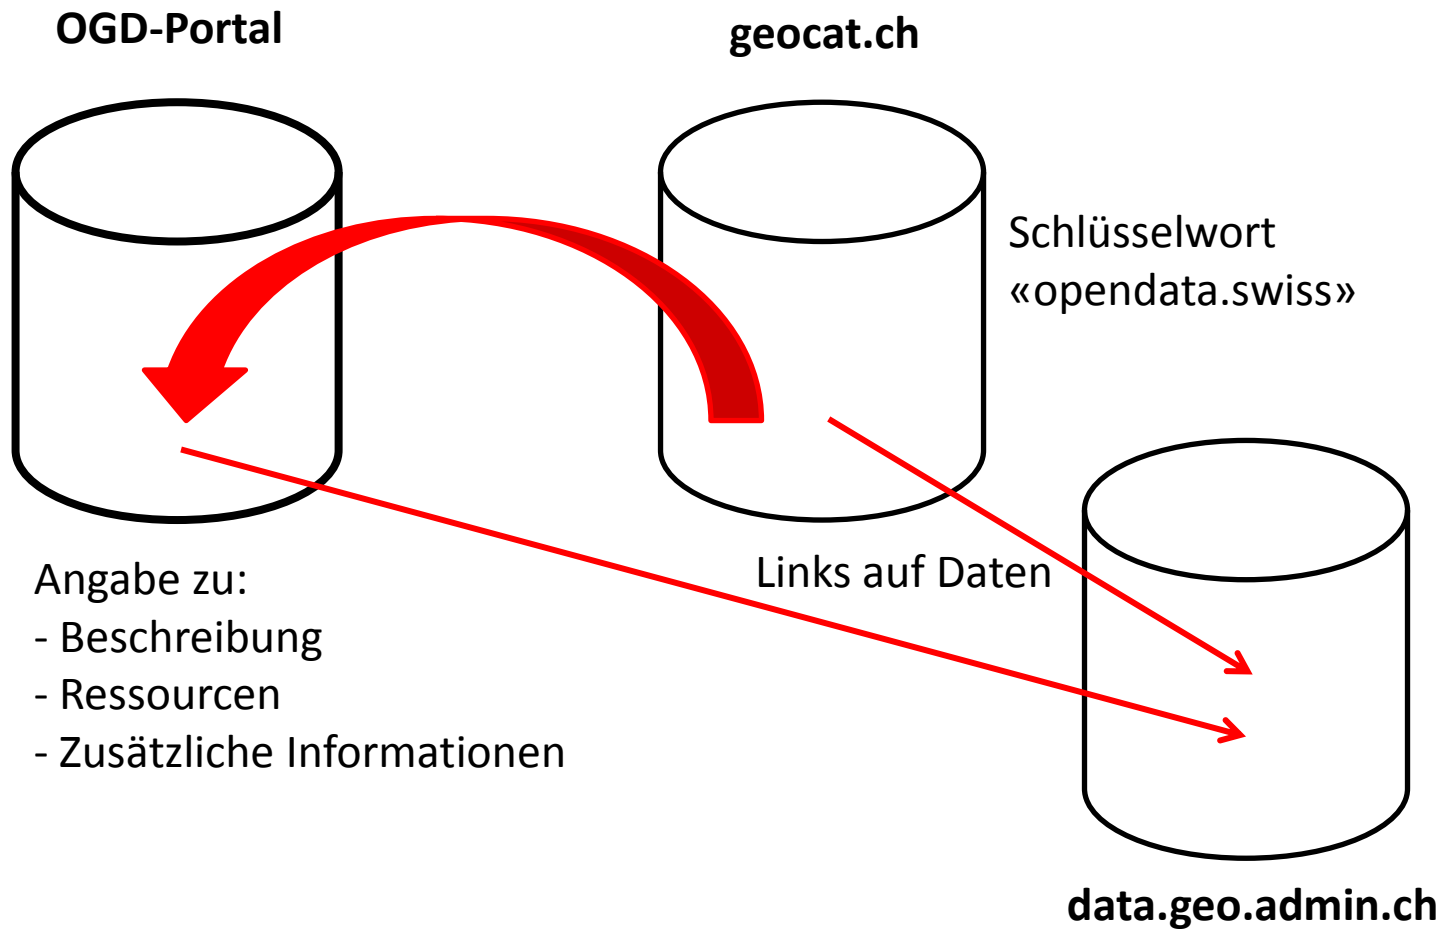 OGD-Portal
geocat.ch
Schlüsselwort
«opendata.swiss»
Links auf Daten
Angabe zu:
- Beschreibung
- Ressourcen
- Zusätzliche Informationen
data.geo.admin.ch